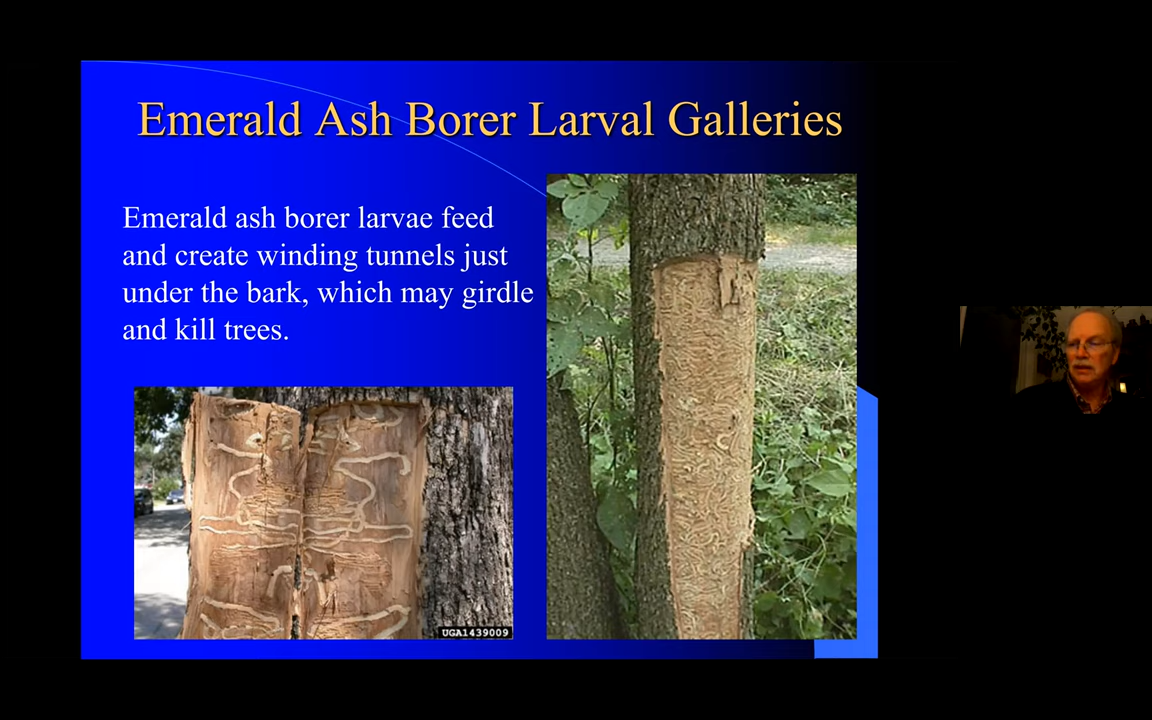 Emerald Ash Borer Larval Galleries
Emerald ash borer larvae feed
and create winding tunnels just
under the bark, which may girdle
and kill trees.
UGA1439009